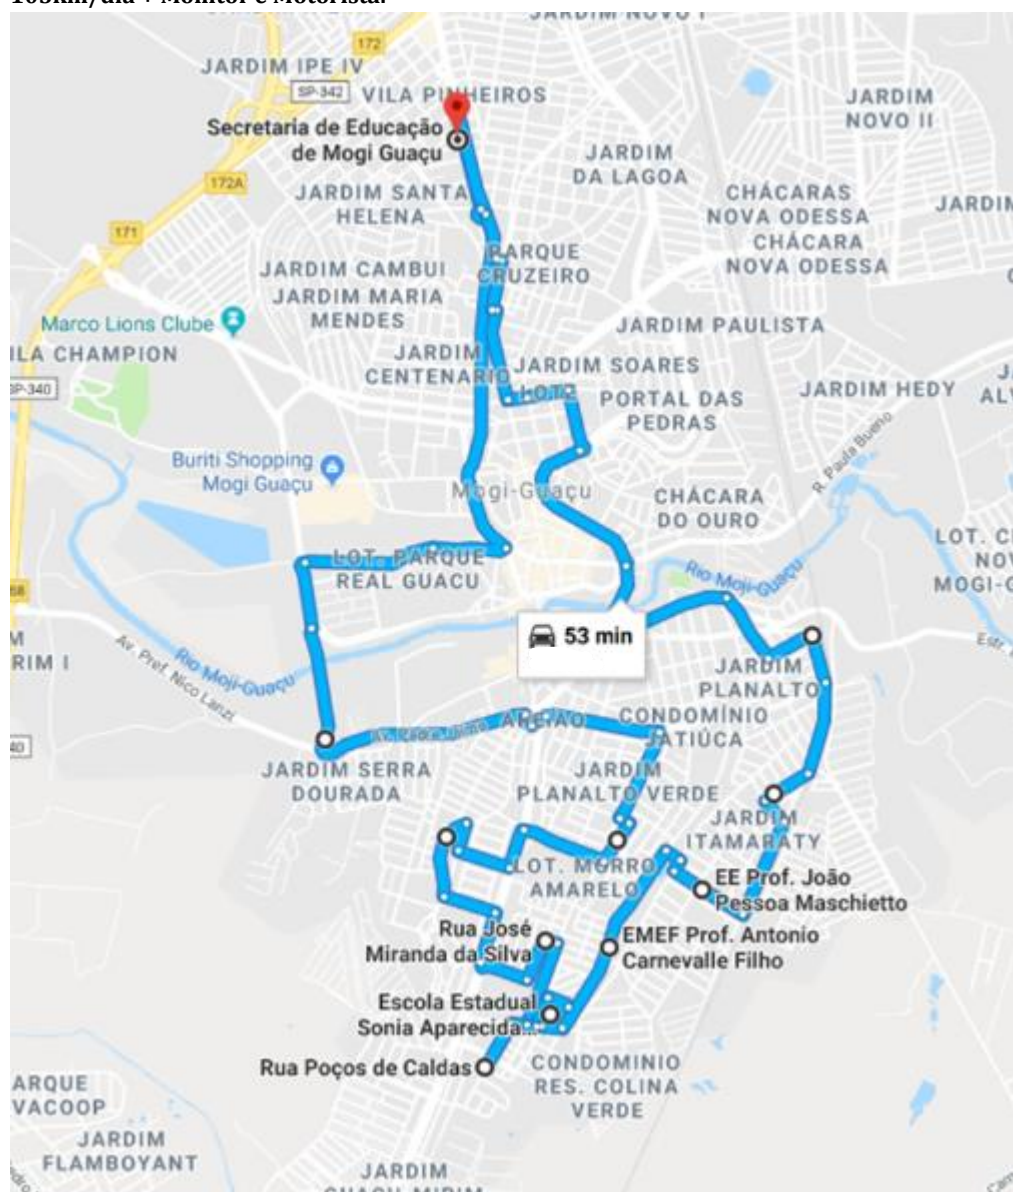 JARDIM NOVO I
172
JARDIM IPE IV
SP-342
VILA PINHEIROS
JARDIM
NOVO II
Secretaria de Educação
de Mogi Guaçu
JARDIM
DA LAGOA
172A
JARDIM SANTA
HELENA
CHÁCARAS
NOVA ODESSA
JARDIM
171
PARQUE
CRUZEIRO
CHÁCARA
NOVA ODESSA
JARDIM CAMBUI
JARDIM MARIA
MENDES
Marco Lions Clube
JARDIM PAULISTA
ILA CHAMPION
JARDIM
CENTENARIO
JARDIM SOARES
SP-340
LOT2
PORTAL DAS
PEDRAS
JARDIM HEDY
R. Paula Bueno
Buriti Shopping
Mogi Guaçu
Mogi-Guaçu
CHÁCARA
DO OURO
LOT. PARQUE
REAL GUACU
Rio Moji-Guaçu
53 min
Av. Pref. Nico Lanzi
Rio Moji-Guaçu
RIM I
JARDIM
PLANALTO
AREIÃO
CONDOMÍNIO
JATIÚCA
JARDIM SERRA
DOURADA
JARDIM
PLANALTO VERDE
JARDIM
ITAMARATY
LOT. MORRO
AMARELO
EE Prof. João
Pessoa Maschietto
Rua José
Miranda da Silva
EMEF Prof. Antonio
Carnevalle Filho
Escola Estadual
Sonia Aparecida...
Rua Poços de Caldas
CONDOMINIO
RES. COLINA
VERDE
ARQUE
VACOOP
JARDIM
FLAMBOYANT
JARDIM